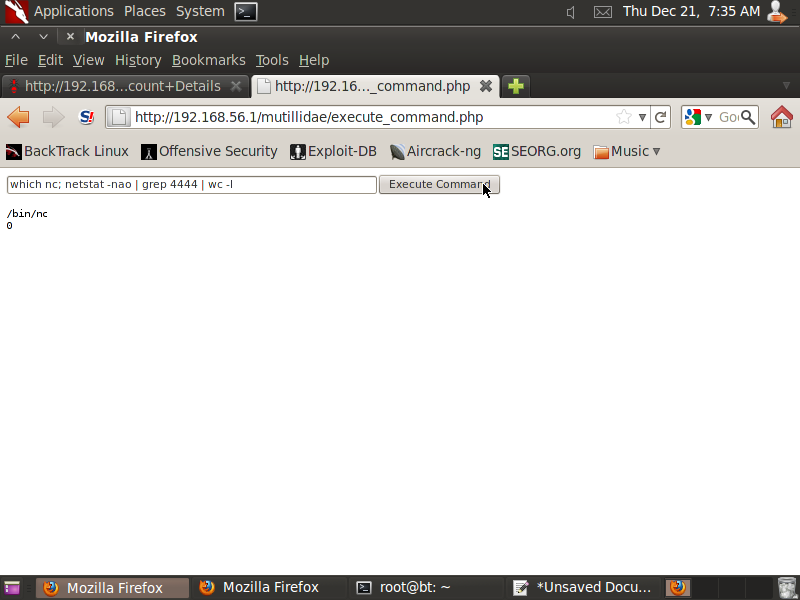 Applications Places System Thu Dec 21, 7:35 AM
Mozilla Firefox
File Edit View History Bookmarks Tools Help
http://192.168...count+Details http://192.16..._command.php
http://192.168.56.1/mutillidae/execute_command.php Goo
BackTrack Linux Offensive Security Exploit-DB Aircrack-ng SEORG.org Music
which nc; netstat -nao | grep 4444 | wc -l Execute Command
/bin/nc
0
Mozilla Firefox Mozilla Firefox root@bt: ~ *Unsaved Docu...